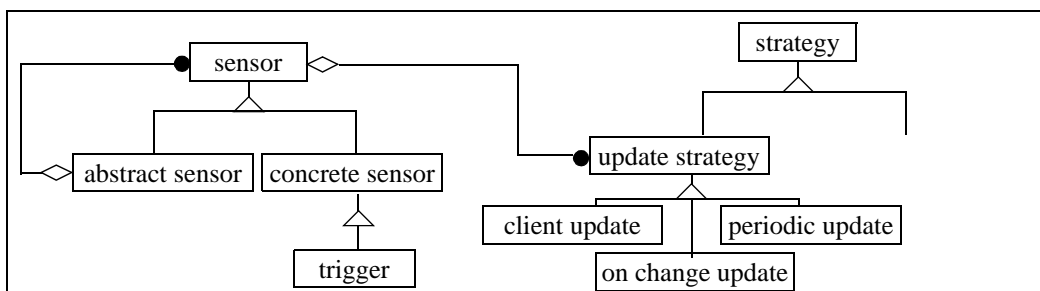 strategy
sensor
update strategy
abstract sensor
concrete sensor
client update
periodic update
trigger
on change update